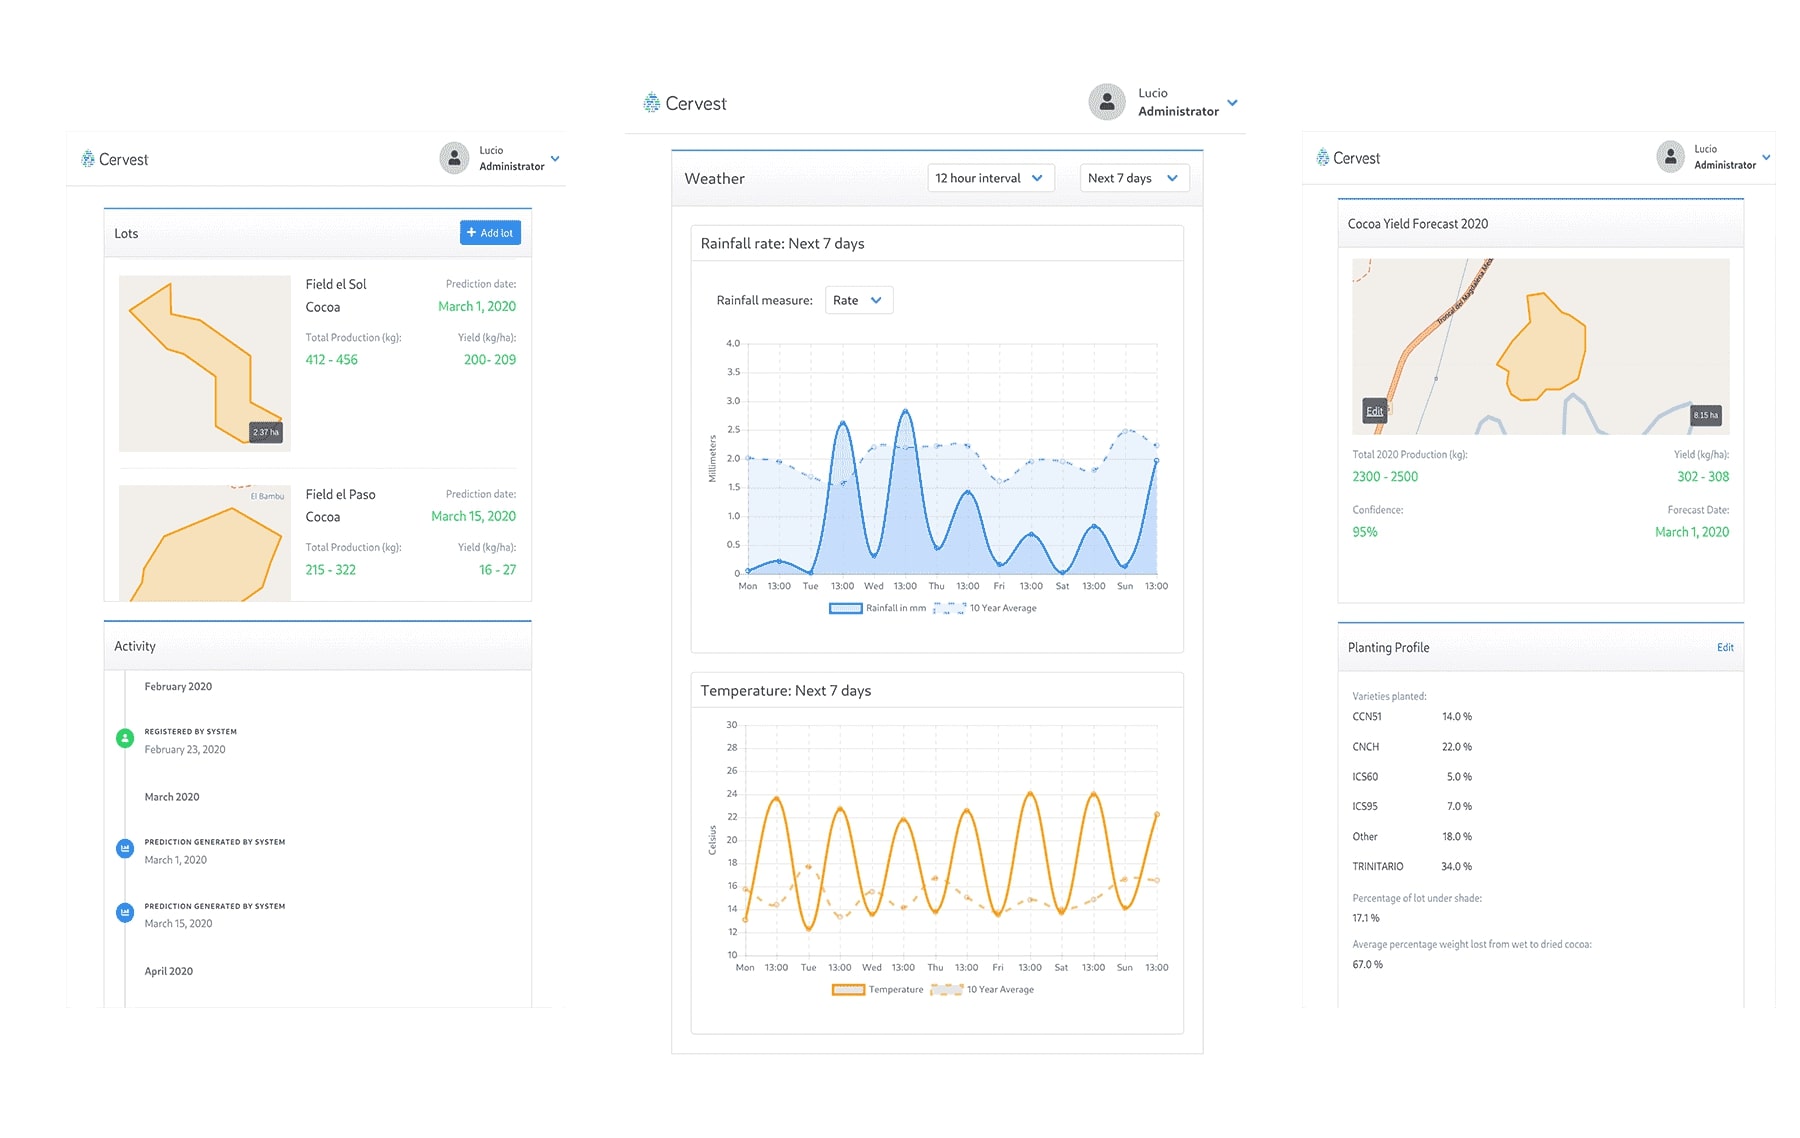 Cervest
Lucio
Administrator
Lots
+ Add lot
2.37 ha
Field el Sol
Prediction date:
Cocoa
March 1, 2020
Total Production (kg):
Yield (kg/ha):
412 - 456
200- 209
El Bambu
Field el Paso
Prediction date:
Cocoa
March 15, 2020
Total Production (kg):
Yield (kg/ha):
215 - 322
16 - 27
Activity
February 2020
REGISTERED BY SYSTEM
February 23, 2020
March 2020
PREDICTION GENERATED BY SYSTEM
March 1, 2020
PREDICTION GENERATED BY SYSTEM
March 15, 2020
April 2020
Cervest
Lucio
Administrator
Weather
12 hour interval
Next 7 days
Rainfall rate: Next 7 days
Rainfall measure:
Rate
Millimeters
4.0
3.5
3.0
2.5
2.0
1.5
1.0
0.5
0
Mon 13:00 Tue 13:00 Wed 13:00 Thu 13:00 Fri 13:00 Sat 13:00 Sun 13:00
Rainfall in mm
10 Year Average
Temperature: Next 7 days
Celsius
30
28
26
24
22
20
18
16
14
12
10
Mon 13:00 Tue 13:00 Wed 13:00 Thu 13:00 Fri 13:00 Sat 13:00 Sun 13:00
Temperature
10 Year Average
Cervest
Lucio
Administrator
Cocoa Yield Forecast 2020
Troncal del Magdalena Med
Edit
8.15 ha
Total 2020 Production (kg):
Yield (kg/ha):
2300 - 2500
302 - 308
Confidence:
Forecast Date:
95%
March 1, 2020
Planting Profile
Edit
Varieties planted:
CCN51 14.0 %
CNCH 22.0 %
ICS60 5.0 %
ICS95 7.0 %
Other 18.0 %
TRINITARIO 34.0 %
Percentage of lot under shade:
17.1 %
Average percentage weight lost from wet to dried cocoa:
67.0 %